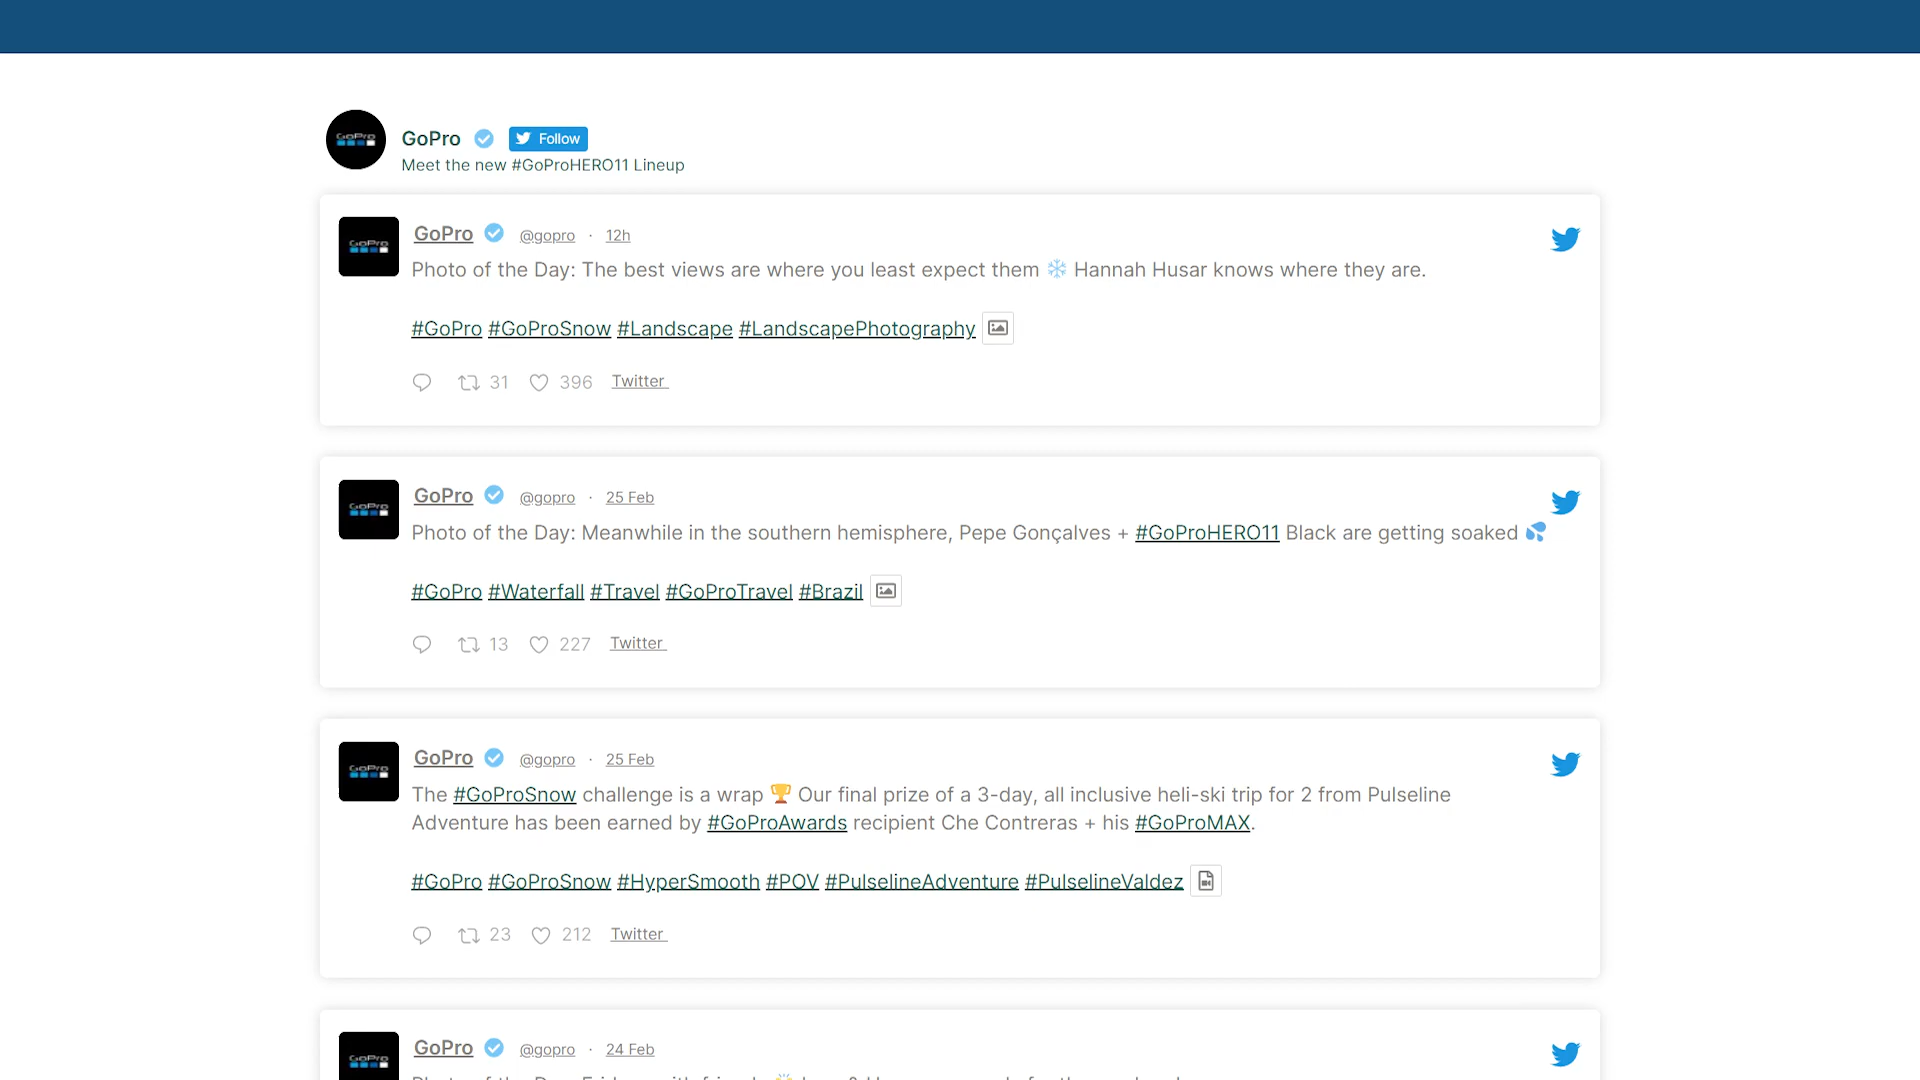 GoPro
GoPro Follow
Meet the new #GoProHERO11 Lineup
GoPro
GoPro @gopro · 12h
Photo of the Day: The best views are where you least expect them ❄️ Hannah Husar knows where they are.
#GoPro #GoProSnow #Landscape #LandscapePhotography
31 396 Twitter
GoPro
GoPro @gopro · 25 Feb
Photo of the Day: Meanwhile in the southern hemisphere, Pepe Gonçalves + #GoProHERO11 Black are getting soaked 💦
#GoPro #Waterfall #Travel #GoProTravel #Brazil
13 227 Twitter
GoPro
GoPro @gopro · 25 Feb
The #GoProSnow challenge is a wrap 🏆 Our final prize of a 3-day, all inclusive heli-ski trip for 2 from Pulseline
Adventure has been earned by #GoProAwards recipient Che Contreras + his #GoProMAX.
#GoPro #GoProSnow #HyperSmooth #POV #PulselineAdventure #PulselineValdez
23 212 Twitter
GoPro
GoPro @gopro · 24 Feb